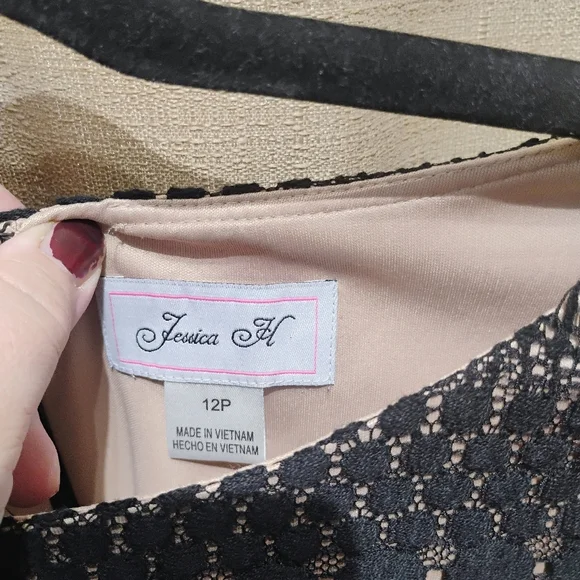 Jessica H
12P
MADE IN VIETNAM
HECHO EN VIETNAM